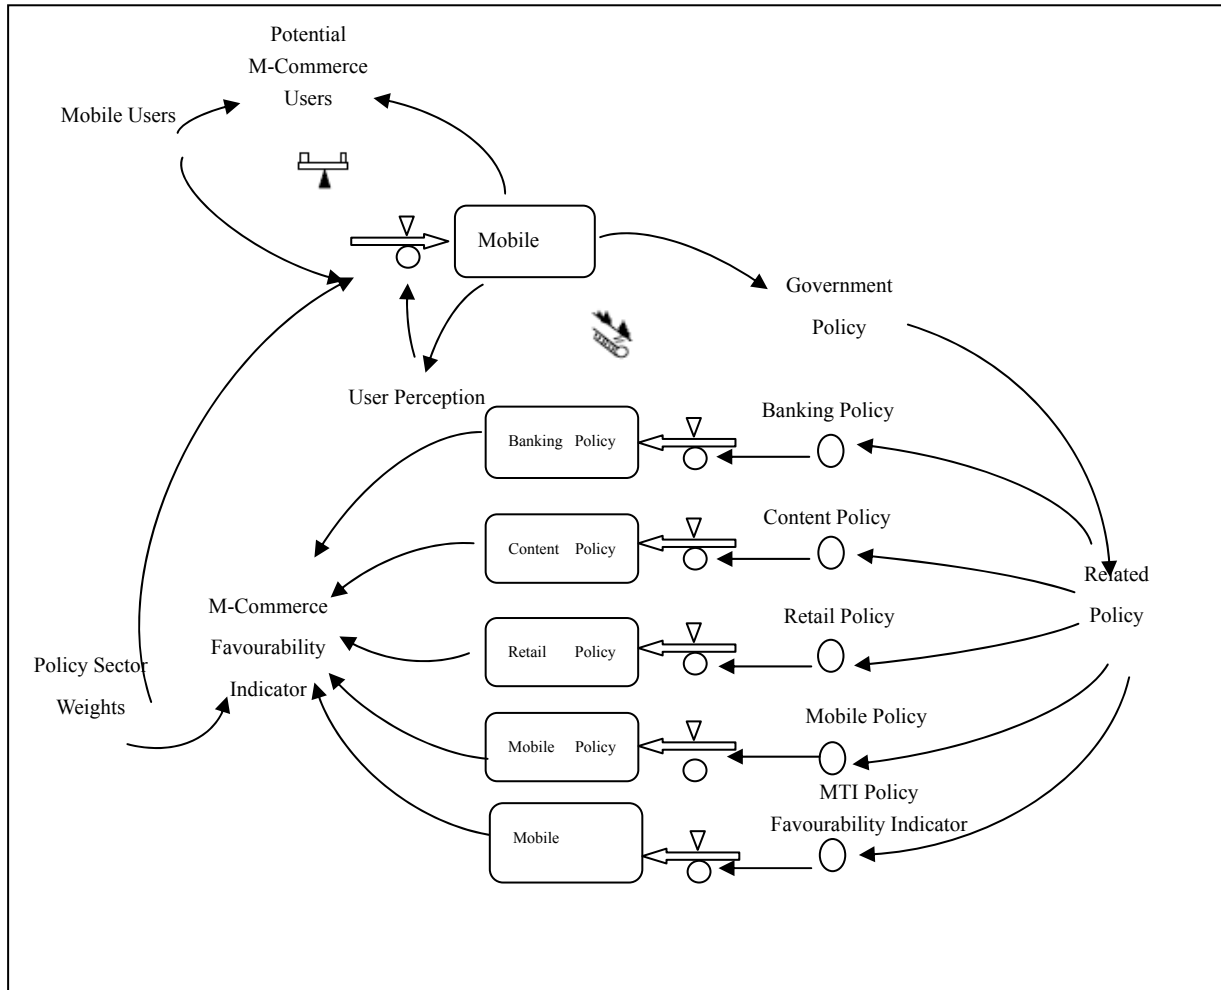 Potential
M-Commerce
Users
Mobile Users
Mobile
Government
Policy
User Perception
Banking Policy
Banking Policy
Content Policy
Content Policy
Related
Policy
M-Commerce
Favourability
Indicator
Retail Policy
Retail Policy
Policy Sector
Weights
Mobile Policy
Mobile Policy
MTI Policy
Favourability Indicator
Mobile